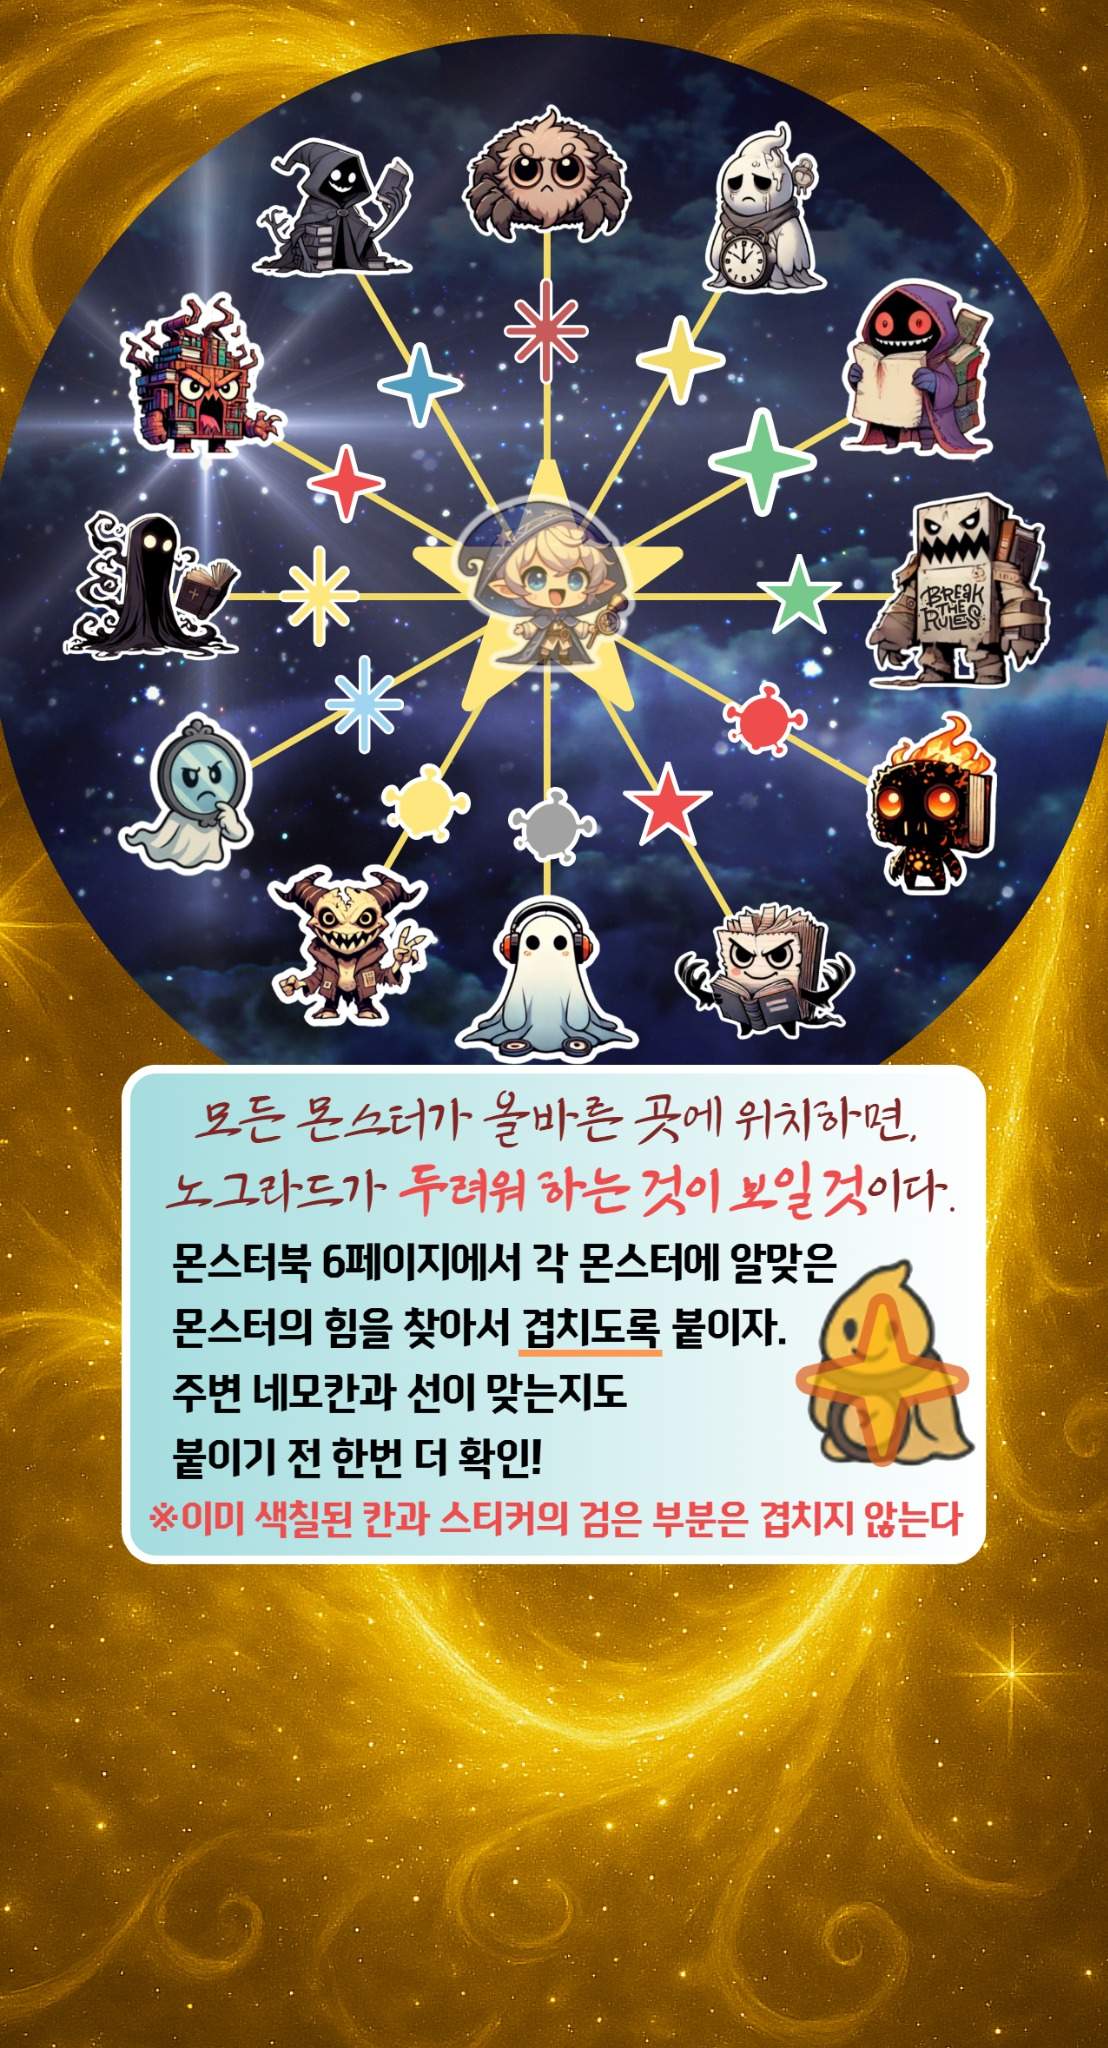 BREAK
THE
RULES
모든 몬스터가 올바른 곳에 위치하면,
노그라드가 두려워 하는 것이 보일 것이다.
몬스터북 6페이지에서 각 몬스터에 알맞은
몬스터의 힘을 찾아서 겹치도록 붙이자.
주변 네모칸과 선이 맞는지도
붙이기 전 한번 더 확인!
※이미 색칠된 칸과 스티커의 검은 부분은 겹치지 않는다